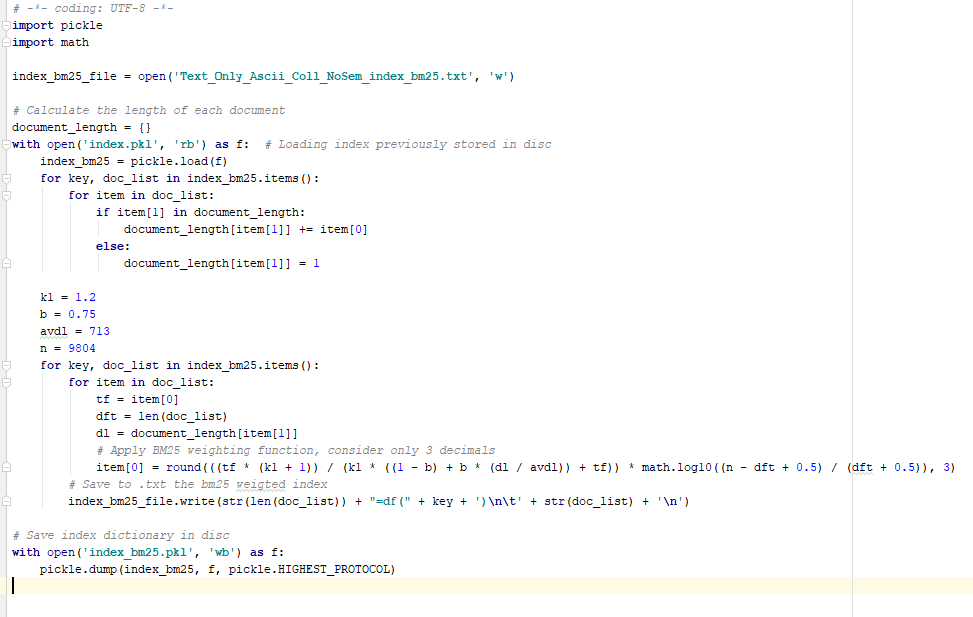 # -*- coding: UTF-8 -*-
import pickle
import math

index_bm25_file = open('Text_Only_Ascii_Coll_NoSem_index_bm25.txt', 'w')

# Calculate the length of each document
document_length = {}
with open('index.pkl', 'rb') as f:  # Loading index previously stored in disc
    index_bm25 = pickle.load(f)
    for key, doc_list in index_bm25.items():
        for item in doc_list:
            if item[1] in document_length:
                document_length[item[1]] += item[0]
            else:
                document_length[item[1]] = 1

    k1 = 1.2
    b = 0.75
    avdl = 713
    n = 9804
    for key, doc_list in index_bm25.items():
        for item in doc_list:
            tf = item[0]
            dft = len(doc_list)
            dl = document_length[item[1]]
            # Apply BM25 weighting function, consider only 3 decimals
            item[0] = round(((tf * (k1 + 1)) / (k1 * ((1 - b) + b * (dl / avdl)) + tf)) * math.log10((n - dft + 0.5) / (dft + 0.5)), 3)
        # Save to .txt the bm25 weigted index
        index_bm25_file.write(str(len(doc_list)) + "=df(" + key + ')\n\t' + str(doc_list) + '\n')

# Save index dictionary in disc
with open('index_bm25.pkl', 'wb') as f:
    pickle.dump(index_bm25, f, pickle.HIGHEST_PROTOCOL)